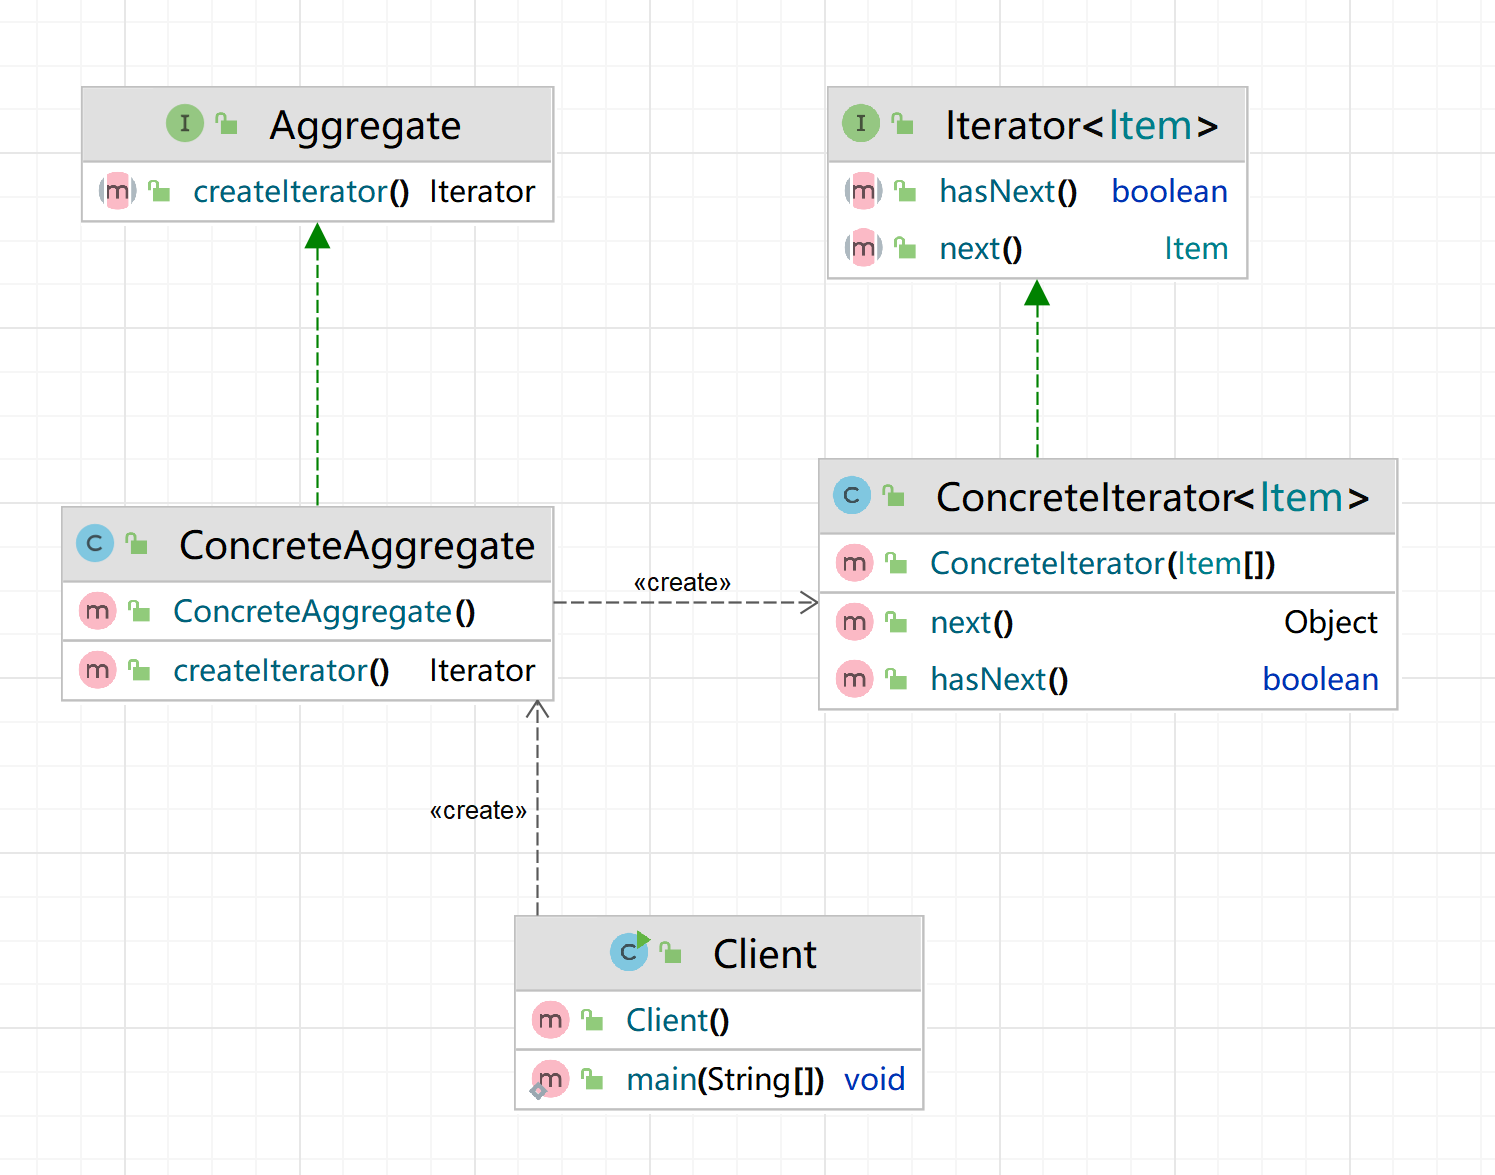 I Aggregate
m createIterator() Iterator
I Iterator<Item>
m hasNext() boolean
m next() Item
C ConcreteAggregate
m ConcreteAggregate()
m createIterator() Iterator
«create»
C ConcreteIterator<Item>
m ConcreteIterator(Item[])
m next() Object
m hasNext() boolean
«create»
C Client
m Client()
m main(String[]) void